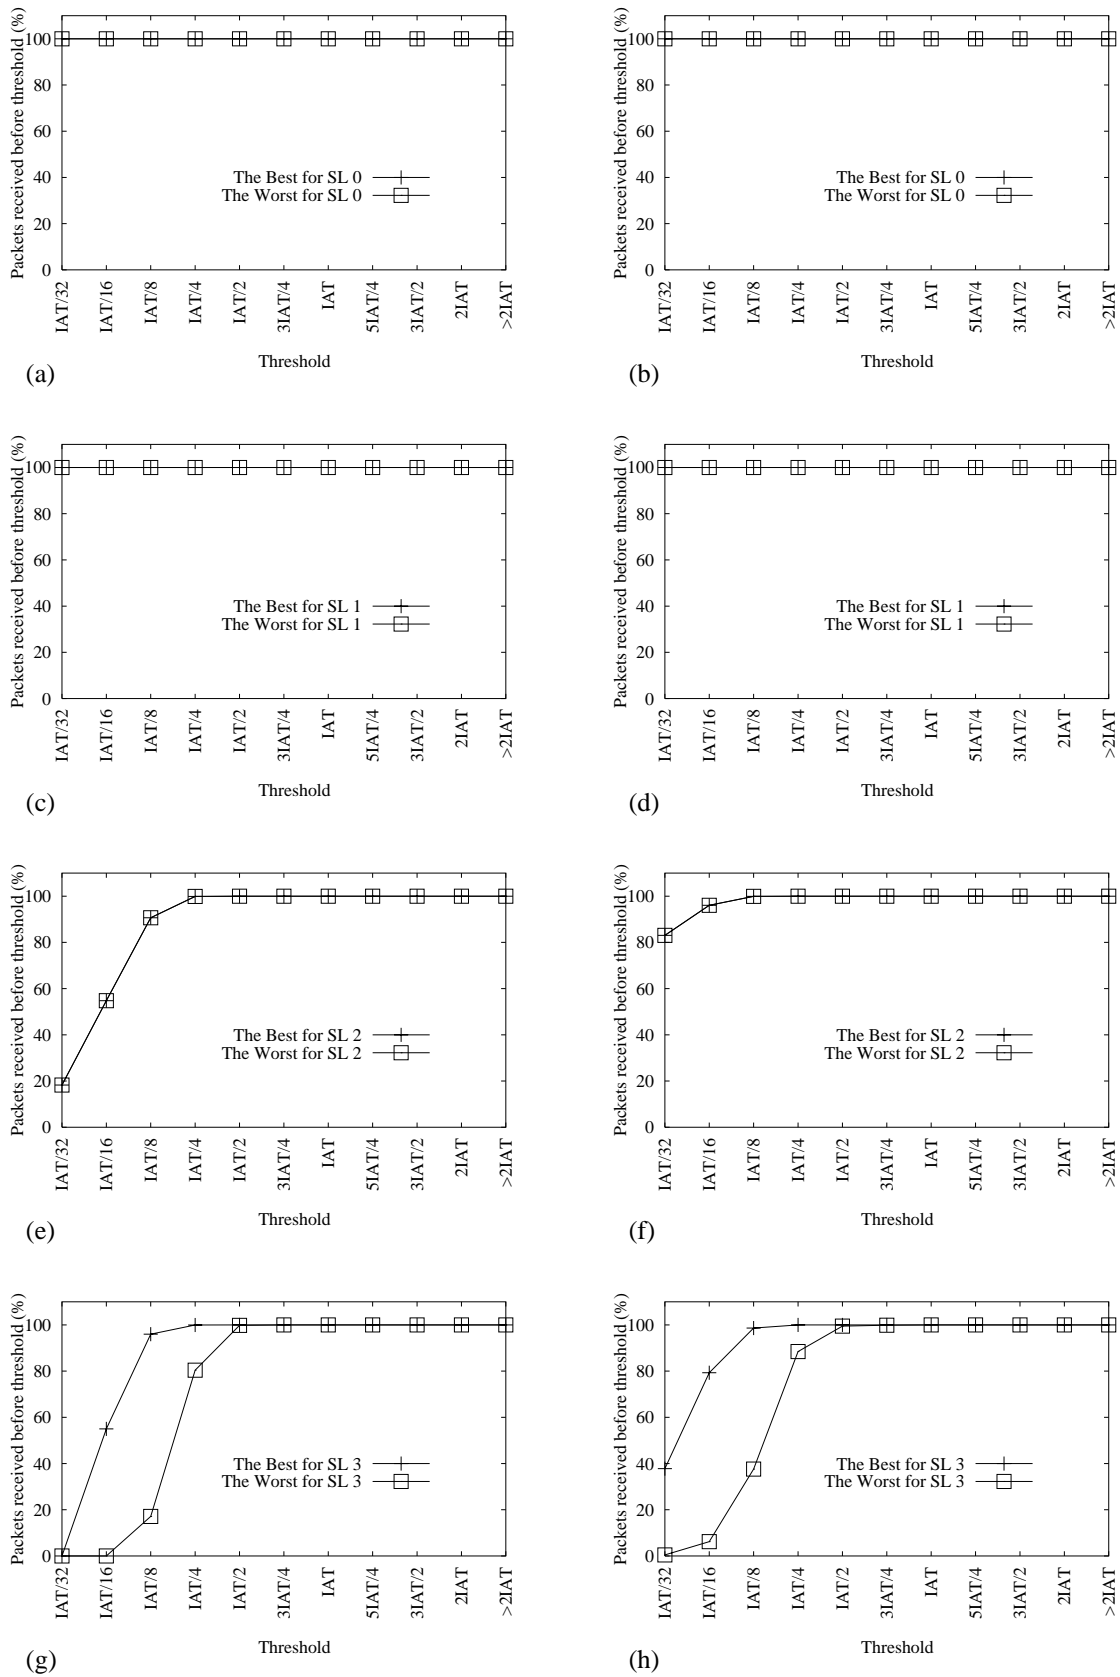 Packets received before threshold (%)
100
80
60
40
20
0
The Best for SL 0
The Worst for SL 0
IAT/32
IAT/16
IAT/8
IAT/4
IAT/2
3IAT/4
IAT
5IAT/4
3IAT/2
2IAT
>2IAT
Threshold
(a)
Packets received before threshold (%)
100
80
60
40
20
0
The Best for SL 0
The Worst for SL 0
IAT/32
IAT/16
IAT/8
IAT/4
IAT/2
3IAT/4
IAT
5IAT/4
3IAT/2
2IAT
>2IAT
Threshold
(b)
Packets received before threshold (%)
100
80
60
40
20
0
The Best for SL 1
The Worst for SL 1
IAT/32
IAT/16
IAT/8
IAT/4
IAT/2
3IAT/4
IAT
5IAT/4
3IAT/2
2IAT
>2IAT
Threshold
(c)
Packets received before threshold (%)
100
80
60
40
20
0
The Best for SL 1
The Worst for SL 1
IAT/32
IAT/16
IAT/8
IAT/4
IAT/2
3IAT/4
IAT
5IAT/4
3IAT/2
2IAT
>2IAT
Threshold
(d)
Packets received before threshold (%)
100
80
60
40
20
0
The Best for SL 2
The Worst for SL 2
IAT/32
IAT/16
IAT/8
IAT/4
IAT/2
3IAT/4
IAT
5IAT/4
3IAT/2
2IAT
>2IAT
Threshold
(e)
Packets received before threshold (%)
100
80
60
40
20
0
The Best for SL 2
The Worst for SL 2
IAT/32
IAT/16
IAT/8
IAT/4
IAT/2
3IAT/4
IAT
5IAT/4
3IAT/2
2IAT
>2IAT
Threshold
(f)
Packets received before threshold (%)
100
80
60
40
20
0
The Best for SL 3
The Worst for SL 3
IAT/32
IAT/16
IAT/8
IAT/4
IAT/2
3IAT/4
IAT
5IAT/4
3IAT/2
2IAT
>2IAT
Threshold
(g)
Packets received before threshold (%)
100
80
60
40
20
0
The Best for SL 3
The Worst for SL 3
IAT/32
IAT/16
IAT/8
IAT/4
IAT/2
3IAT/4
IAT
5IAT/4
3IAT/2
2IAT
>2IAT
Threshold
(h)